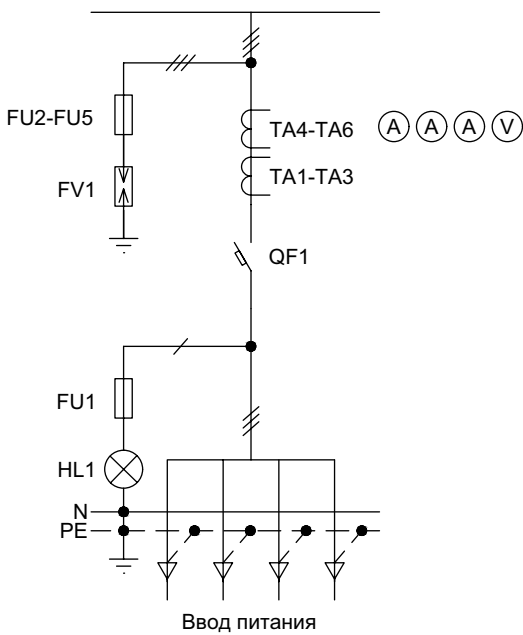 FU2-FU5
TA4-TA6
A A A V
FV1
TA1-TA3
QF1
FU1
HL1
N
PE
Ввод питания